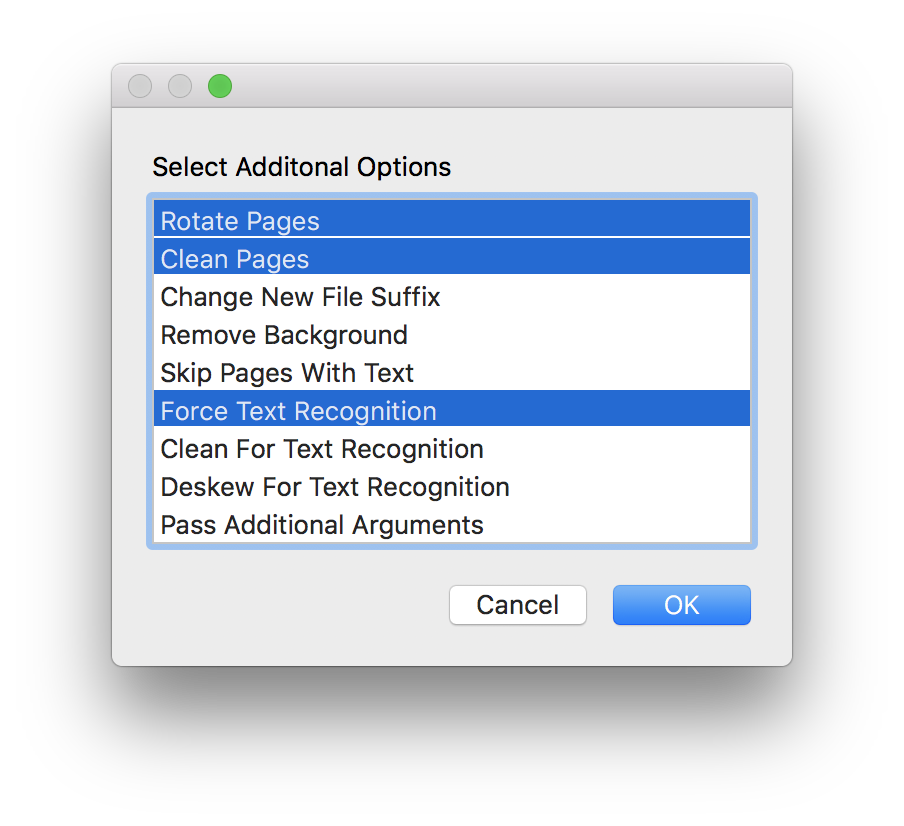 Select Additonal Options
Rotate Pages
Clean Pages
Change New File Suffix
Remove Background
Skip Pages With Text
Force Text Recognition
Clean For Text Recognition
Deskew For Text Recognition
Pass Additional Arguments
Cancel OK